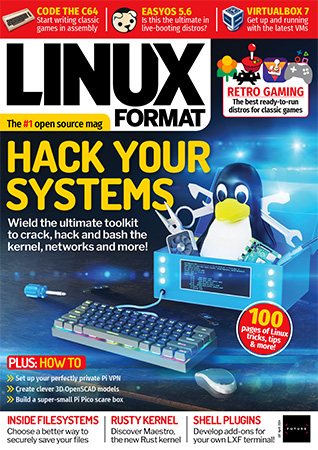 CODE THE C64
Start writing classic
games in assembly
EASYOS 5.6
Is this the ultimate in
live-booting distros?
VIRTUALBOX 7
Get up and running
with the latest VMs
LINUX
FORMAT
The #1 open source mag
RETRO GAMING
The best ready-to-run
distros for classic games
HACK YOUR
SYSTEMS
Wield the ultimate toolkit
to crack, hack and bash the
kernel, networks and more!
100
pages of Linux
tricks, tips
& more!
PLUS: HOW TO
Set up your perfectly private Pi VPN
Create clever 3D OpenSCAD models
Build a super-small Pi Pico scare box
INSIDE FILESYSTEMS
Choose a better way to
securely save your files
RUSTY KERNEL
Discover Maestro,
the new Rust kernel
SHELL PLUGINS
Develop add-ons for
your own LXF terminal!
FUTURE